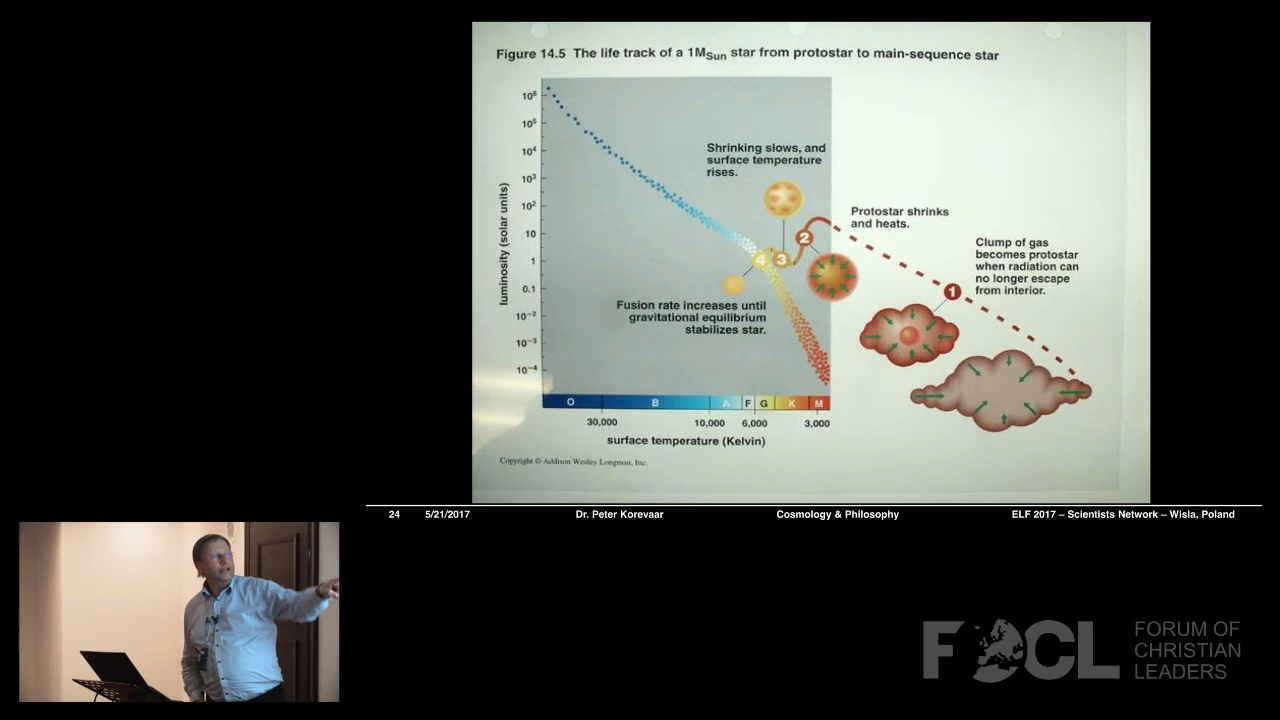 Figure 14.5 The life track of a 1MSun star from protostar to main-sequence star
10⁶
10⁵
10⁴
10³
10²
10
1
0.1
10⁻²
10⁻³
10⁻⁴
luminosity (solar units)
Shrinking slows, and
surface temperature
rises.
Protostar shrinks
and heats.
Clump of gas
becomes protostar
when radiation can
no longer escape
from interior.
1
2
3
4
Fusion rate increases until
gravitational equilibrium
stabilizes star.
O B A F G K M
30,000 10,000 6,000 3,000
surface temperature (Kelvin)
Copyright © Addison Wesley Longman, Inc.
24 5/21/2017 Dr. Peter Korevaar Cosmology & Philosophy ELF 2017 – Scientists Network – Wisla, Poland
FOCL
FORUM OF
CHRISTIAN
LEADERS